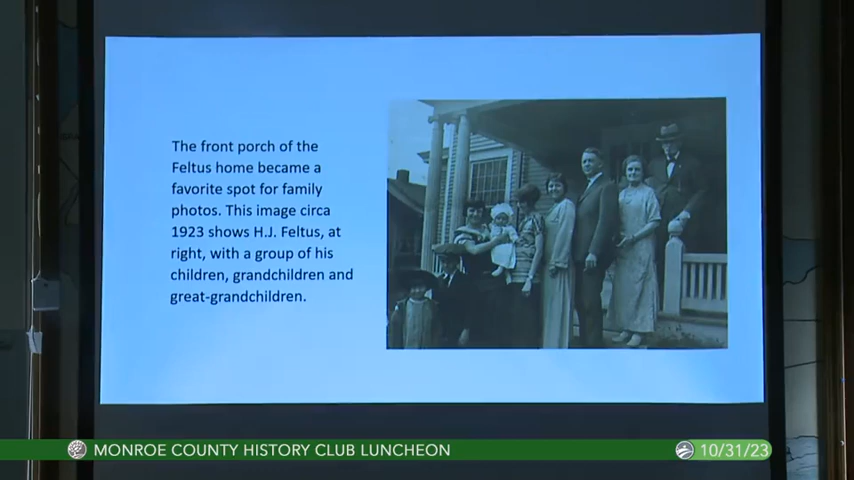 The front porch of the
Feltus home became a
favorite spot for family
photos. This image circa
1923 shows H.J. Feltus, at
right, with a group of his
children, grandchildren and
great-grandchildren.
MONROE COUNTY HISTORY CLUB LUNCHEON
10/31/23